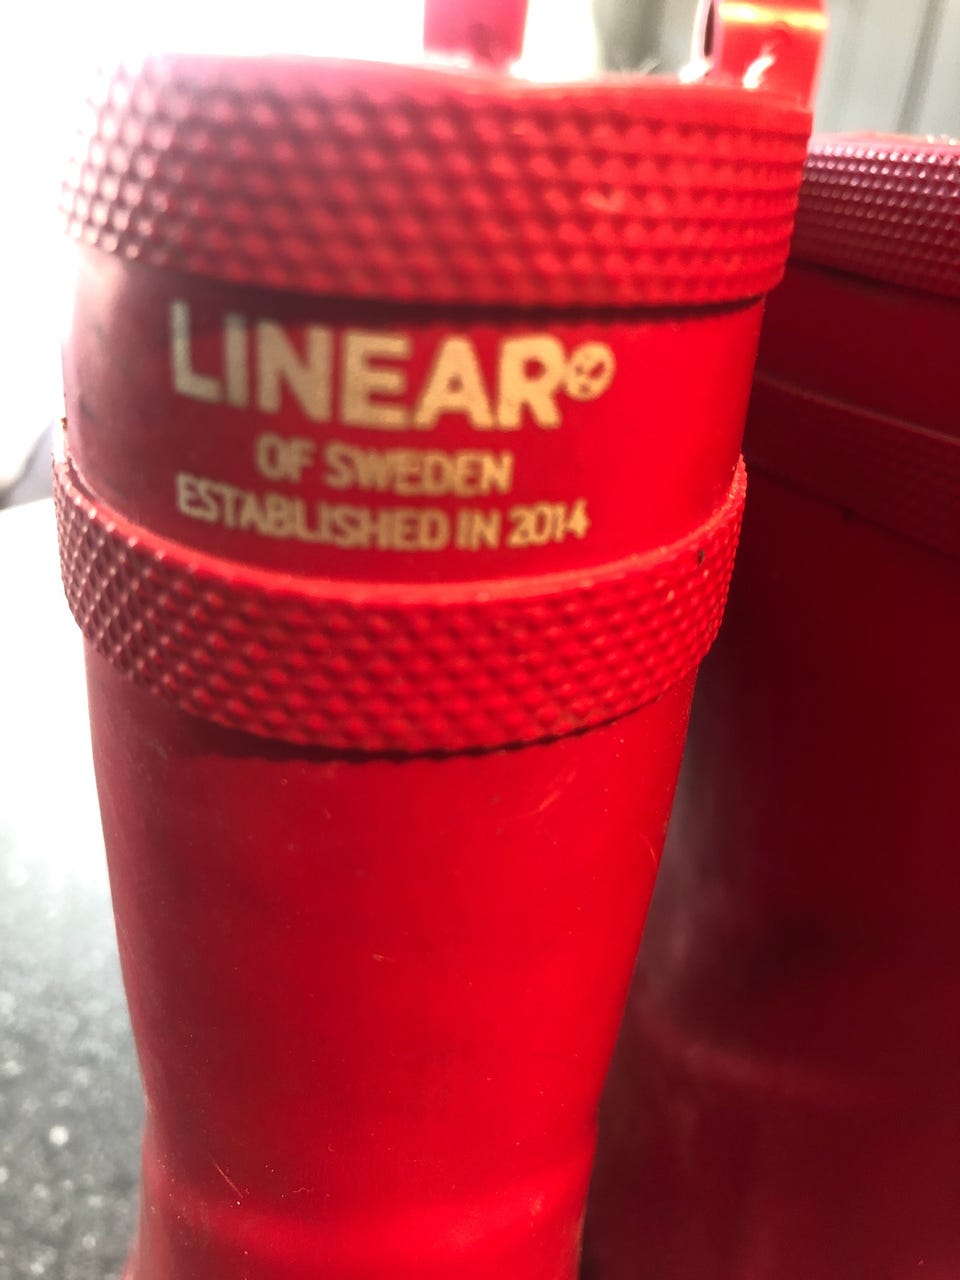 LINEAR
OF SWEDEN
ESTABLISHED IN 2014